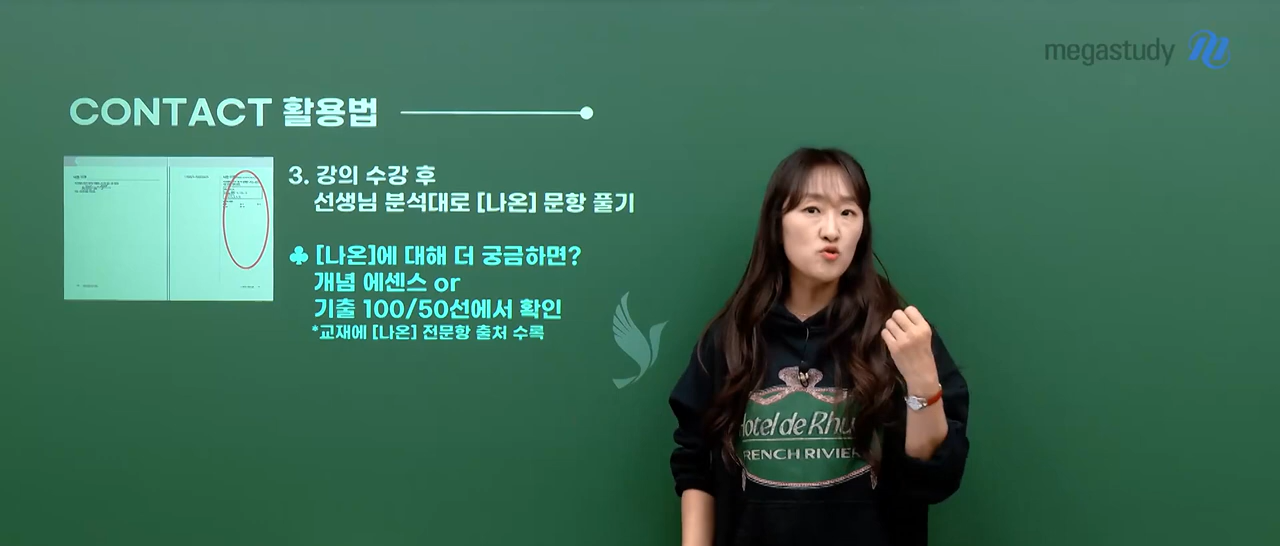 megastudy
CONTACT 활용법
3. 강의 수강 후
선생님 분석대로 [나온] 문항 풀기
♣ [나온]에 대해 더 궁금하면?
개념 에센스 or
기출 100/50선에서 확인
*교재에 [나온] 전문항 출처 수록
Hotel de Rhu
RENCH RIVIER